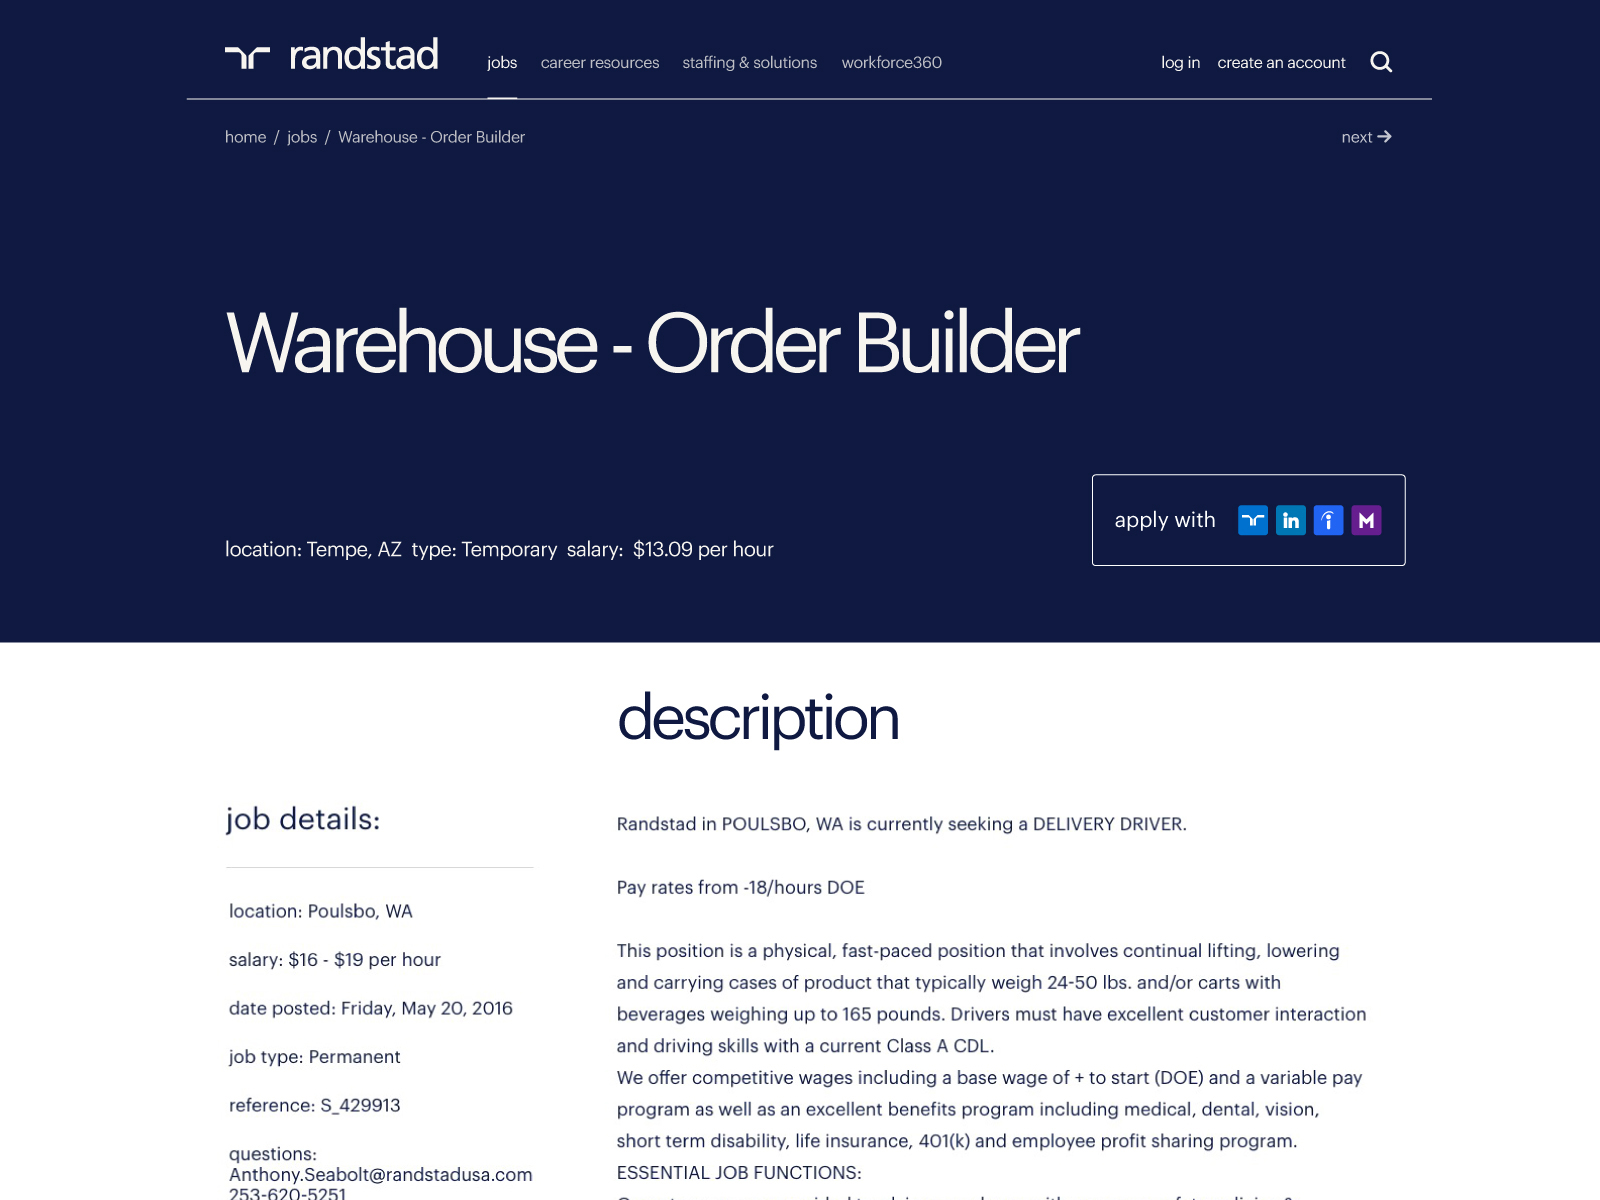 randstad
jobs career resources staffing & solutions workforce360
log in create an account
home / jobs / Warehouse - Order Builder
next
Warehouse - Order Builder
apply with
location: Tempe, AZ type: Temporary salary: $13.09 per hour
description
job details:
location: Poulsbo, WA
salary: $16 - $19 per hour
date posted: Friday, May 20, 2016
job type: Permanent
reference: S_429913
questions:
Anthony.Seabolt@randstadusa.com
253-620-5251
Randstad in POULSBO, WA is currently seeking a DELIVERY DRIVER.
Pay rates from -18/hours DOE
This position is a physical, fast-paced position that involves continual lifting, lowering
and carrying cases of product that typically weigh 24-50 lbs. and/or carts with
beverages weighing up to 165 pounds. Drivers must have excellent customer interaction
and driving skills with a current Class A CDL.
We offer competitive wages including a base wage of + to start (DOE) and a variable pay
program as well as an excellent benefits program including medical, dental, vision,
short term disability, life insurance, 401(k) and employee profit sharing program.
ESSENTIAL JOB FUNCTIONS: